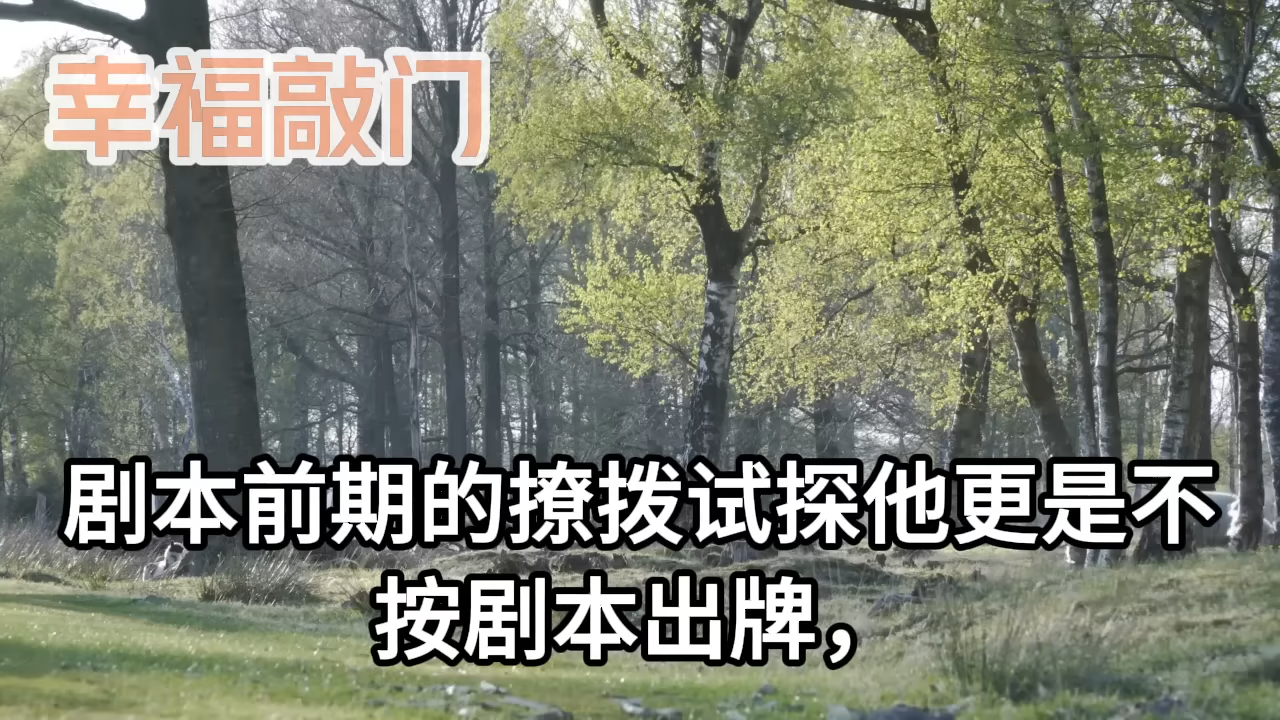 幸福敲门
剧本前期的撩拨试探他更是不
按剧本出牌，